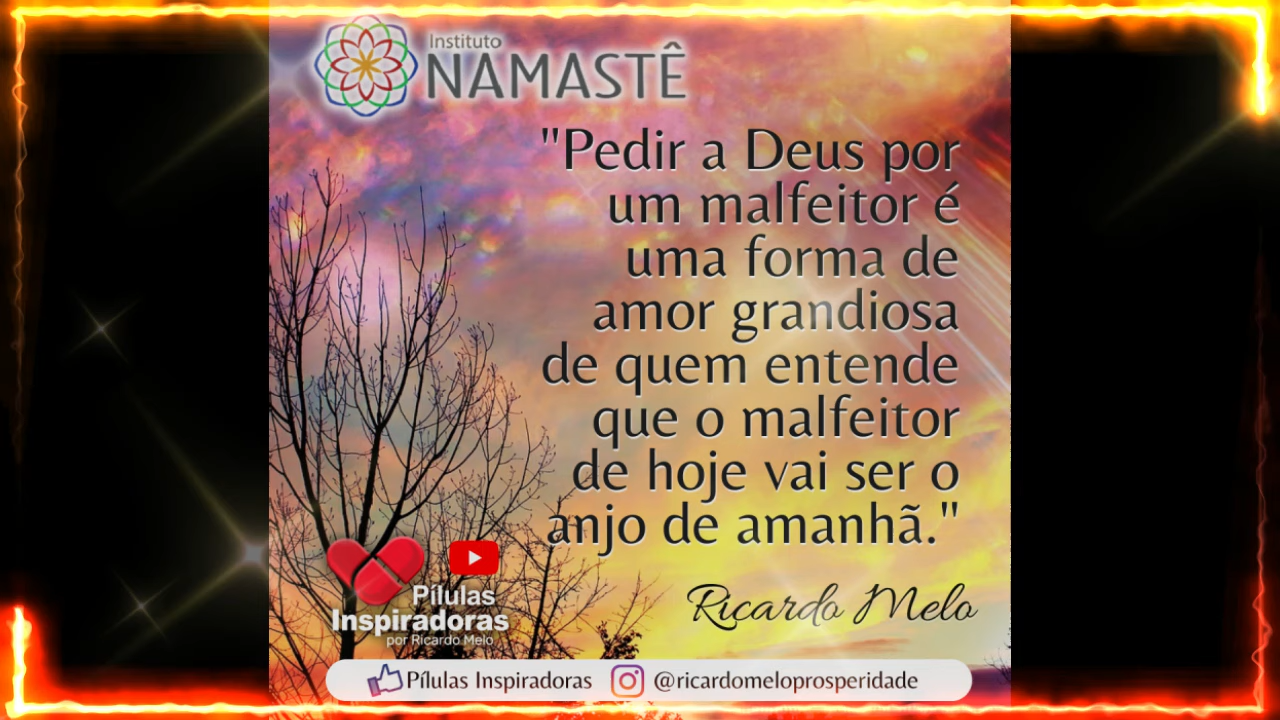 Instituto
NAMASTÊ
"Pedir a Deus por
um malfeitor é
uma forma de
amor grandiosa
de quem entende
que o malfeitor
de hoje vai ser o
anjo de amanhã."
Ricardo Melo
Pílulas
Inspiradoras
por Ricardo Melo
Pílulas Inspiradoras @ricardomeloprosperidade